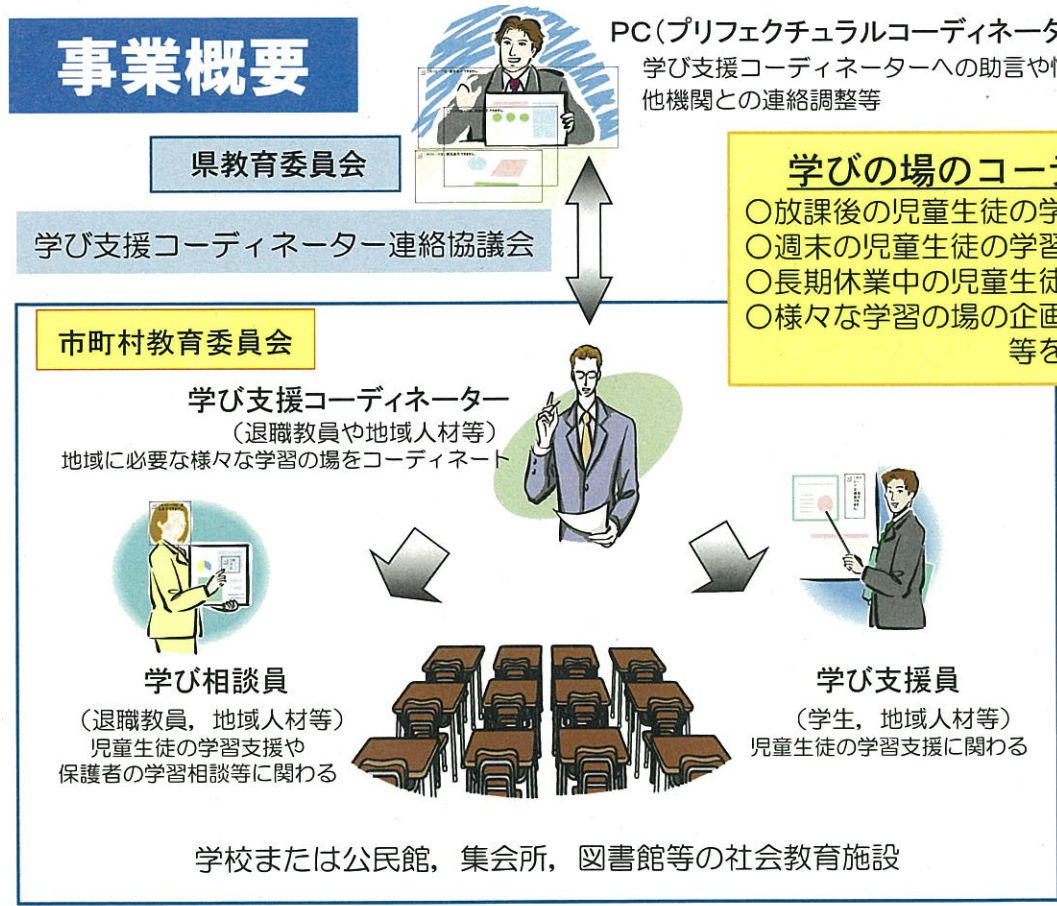 事業概要
PC(プリフェクチュラルコーディネータ
学び支援コーディネーターへの助言や
他機関との連絡調整等
県教育委員会
学び支援コーディネーター連絡協議会
学びの場のコー
○放課後の児童生徒の学
○週末の児童生徒の学習
○長期休業中の児童生徒
○様々な学習の場の企画
等を
市町村教育委員会
学び支援コーディネーター
(退職教員や地域人材等)
地域に必要な様々な学習の場をコーディネート
学び相談員
(退職教員,地域人材等)
児童生徒の学習支援や
保護者の学習相談等に関わる
学び支援員
(学生,地域人材等)
児童生徒の学習支援に関わる
学校または公民館,集会所,図書館等の社会教育施設